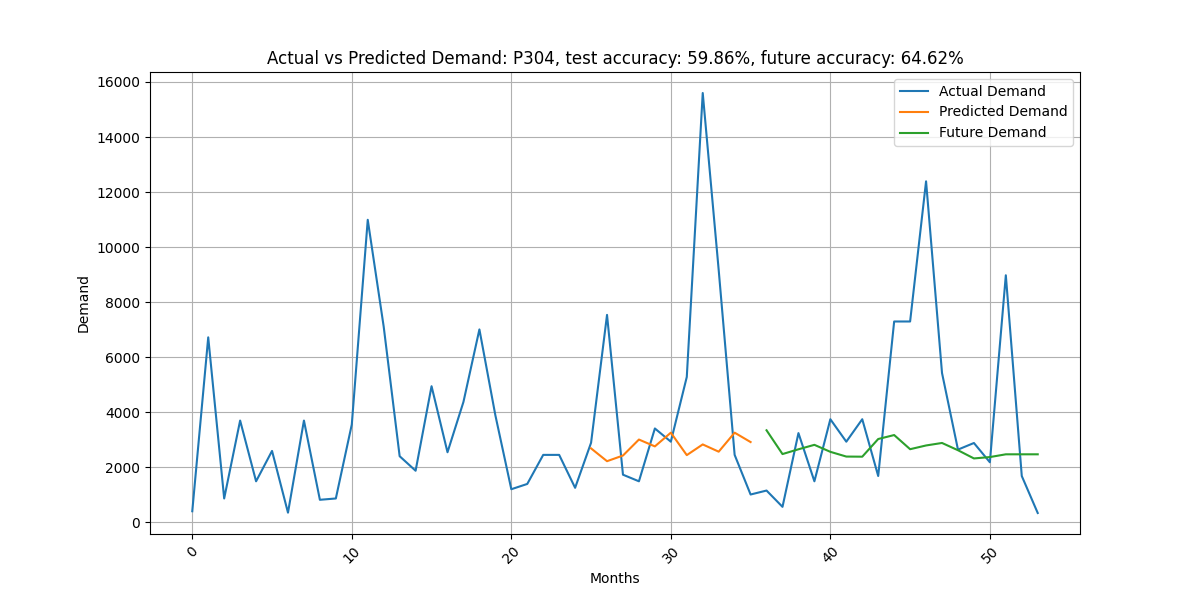 Actual vs Predicted Demand: P304, test accuracy: 59.86%, future accuracy: 64.62%
Actual Demand
Predicted Demand
Future Demand
Demand
16000
14000
12000
10000
8000
6000
4000
2000
0
0
10
20
30
40
50
Months